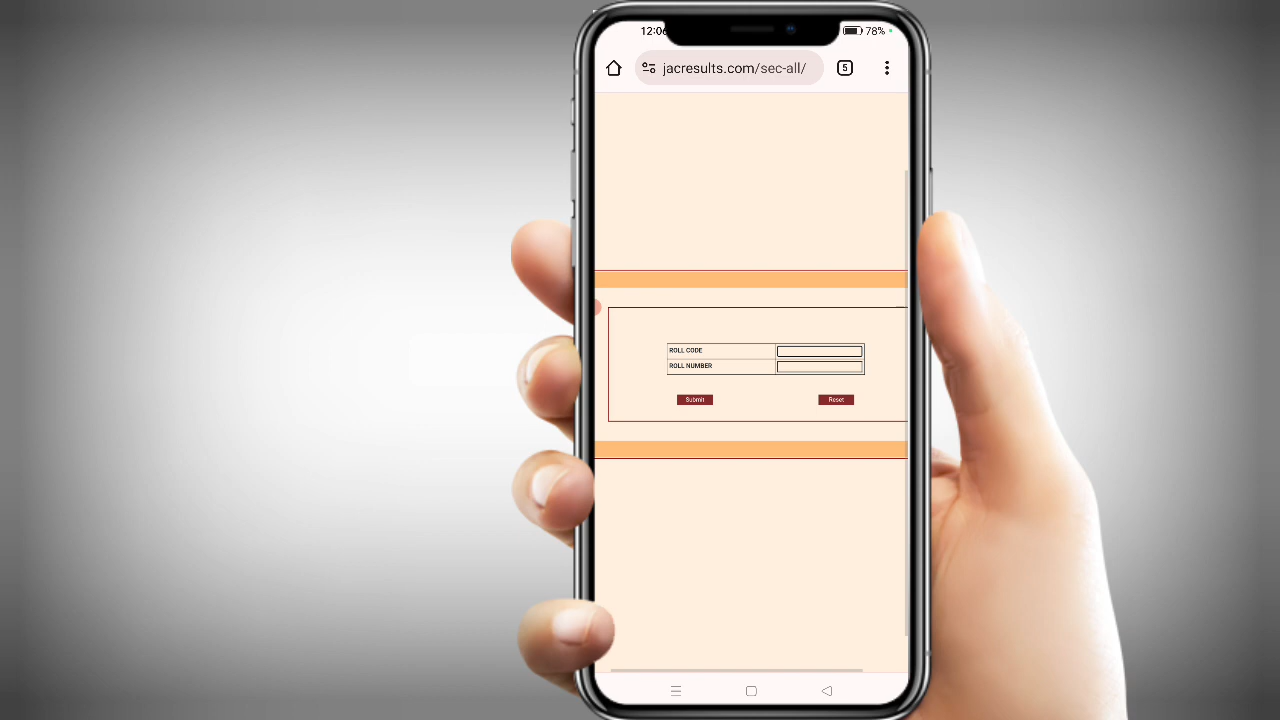 12:06
78%
jacresults.com/sec-all/
5
ROLL CODE
ROLL NUMBER
Submit
Reset